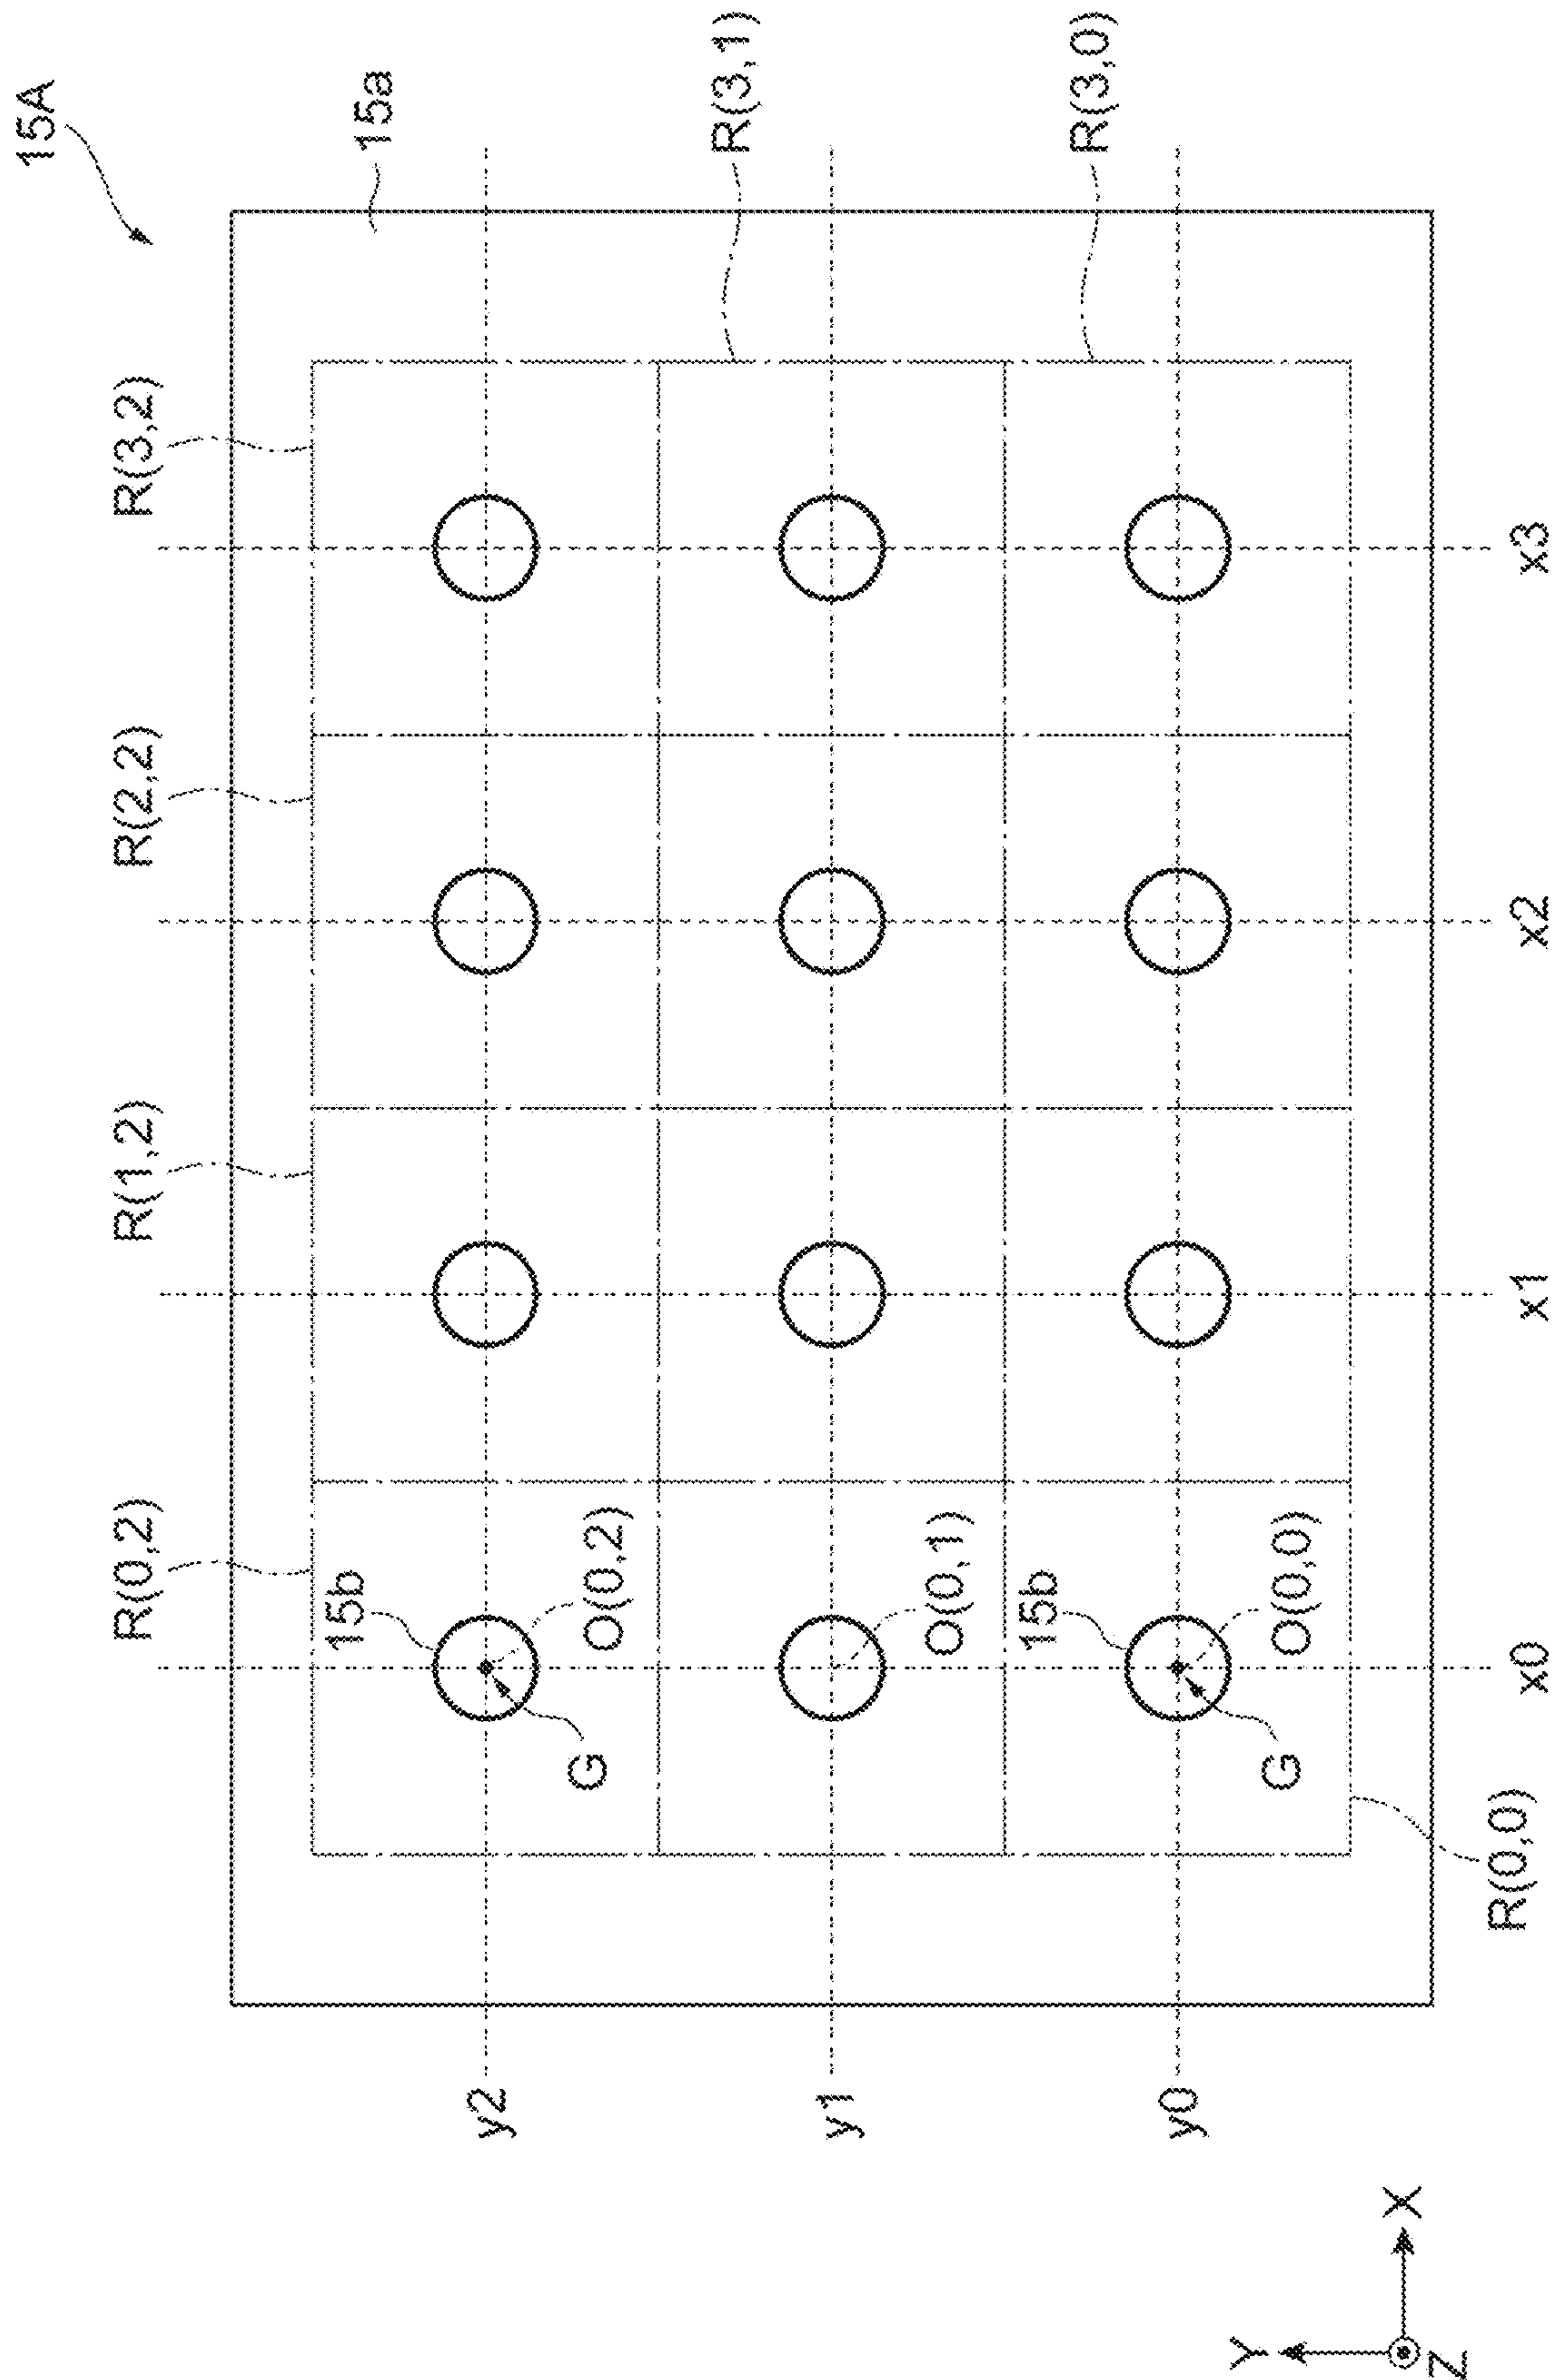 15A
15a
R(0,2)
R(1,2)
R(2,2)
R(3,2)
R(3,1)
R(3,0)
15b
y2
G
O(0,2)
y1
O(0,1)
15b
y0
G
O(0,0)
R(0,0)
x0
x1
x2
x3
Y
X
Z